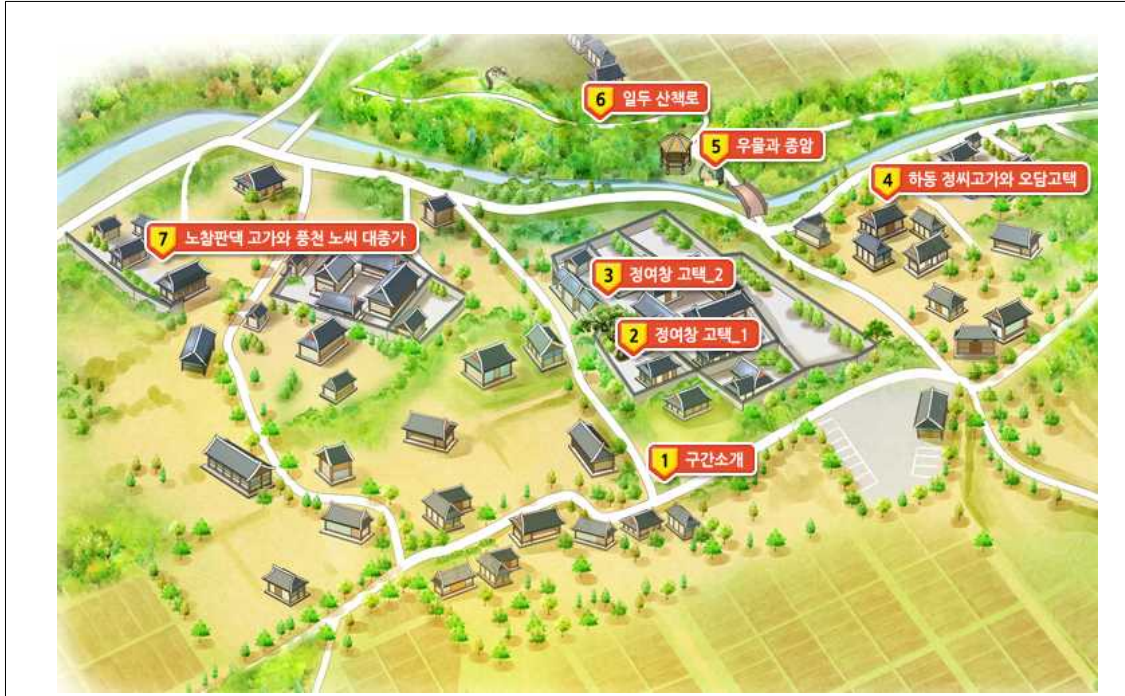 6 일두 산책로
5 우물과 종암
4 하동 정씨고가와 오담고택
7 노참판댁 고가와 풍천 노씨 대종가
3 정여창 고택_2
2 정여창 고택_1
1 구간소개